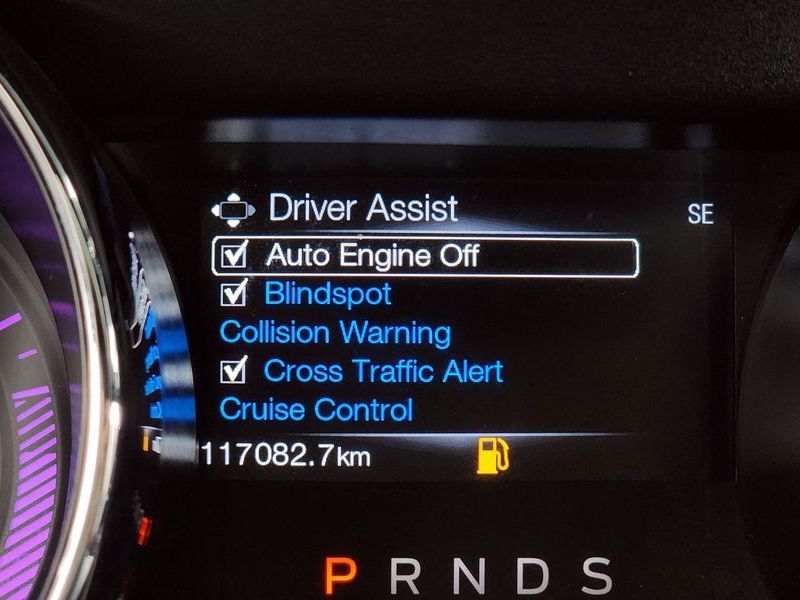 Driver Assist
SE
Auto Engine Off
Blindspot
Collision Warning
Cross Traffic Alert
Cruise Control
117082.7km
P R N D S